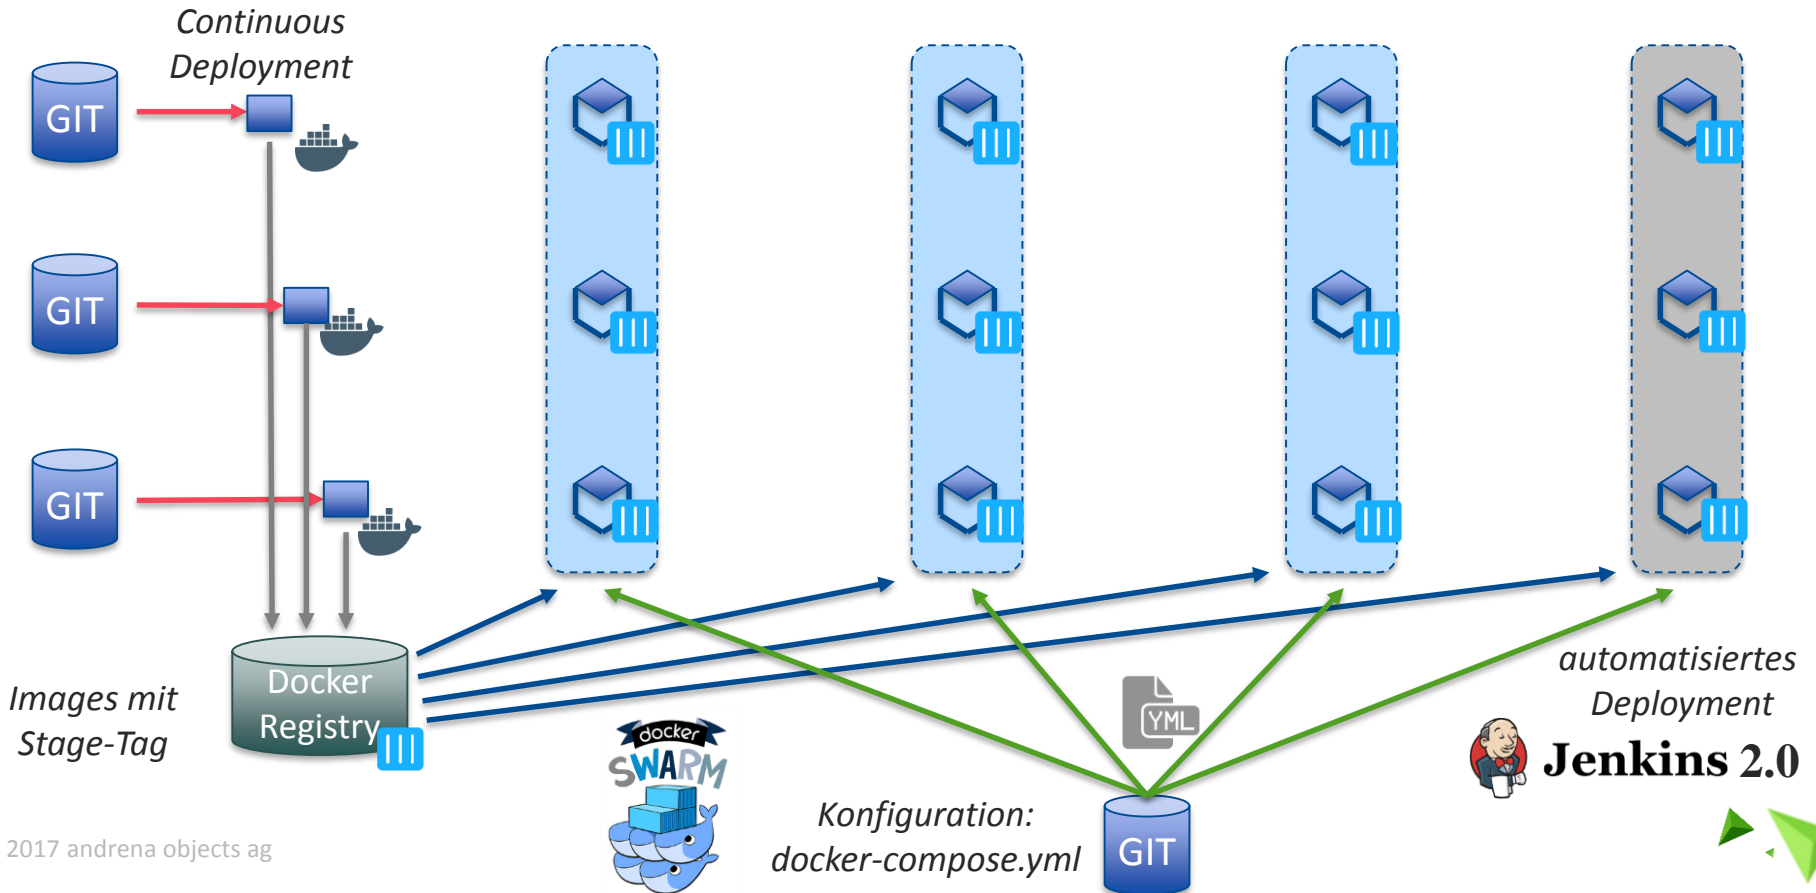 Continuous
Deployment
GIT
GIT
GIT
Docker
Registry
Images mit
Stage-Tag
docker
SWARM
YML
Konfiguration:
docker-compose.yml
GIT
automatisiertes
Deployment
Jenkins 2.0
2017 andrena objects ag